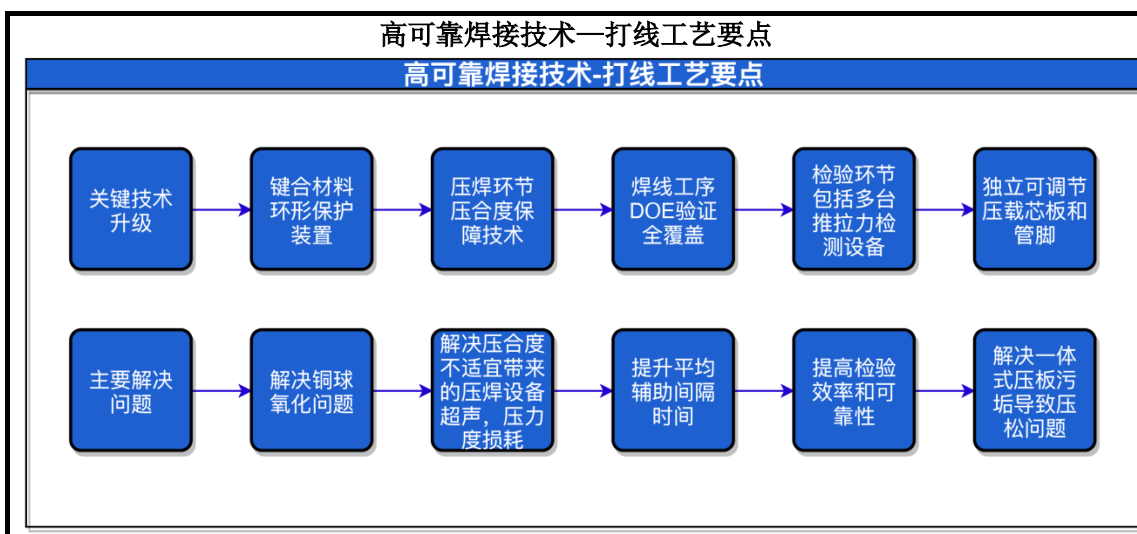 高可靠焊接技术—打线工艺要点
高可靠焊接技术-打线工艺要点
关键技术
升级
键合材料
环形保护
装置
压焊环节
压合度保
障技术
焊线工序
DOE验证
全覆盖
检验环节
包括多台
推拉力检
测设备
独立可调节
压载芯板和
管脚
主要解决
问题
解决铜球
氧化问题
解决压合度
不适宜带来
的压焊设备
超声，压力
度损耗
提升平均
辅助间隔
时间
提高检验
效率和可
靠性
解决一体
式压板污
垢导致压
松问题